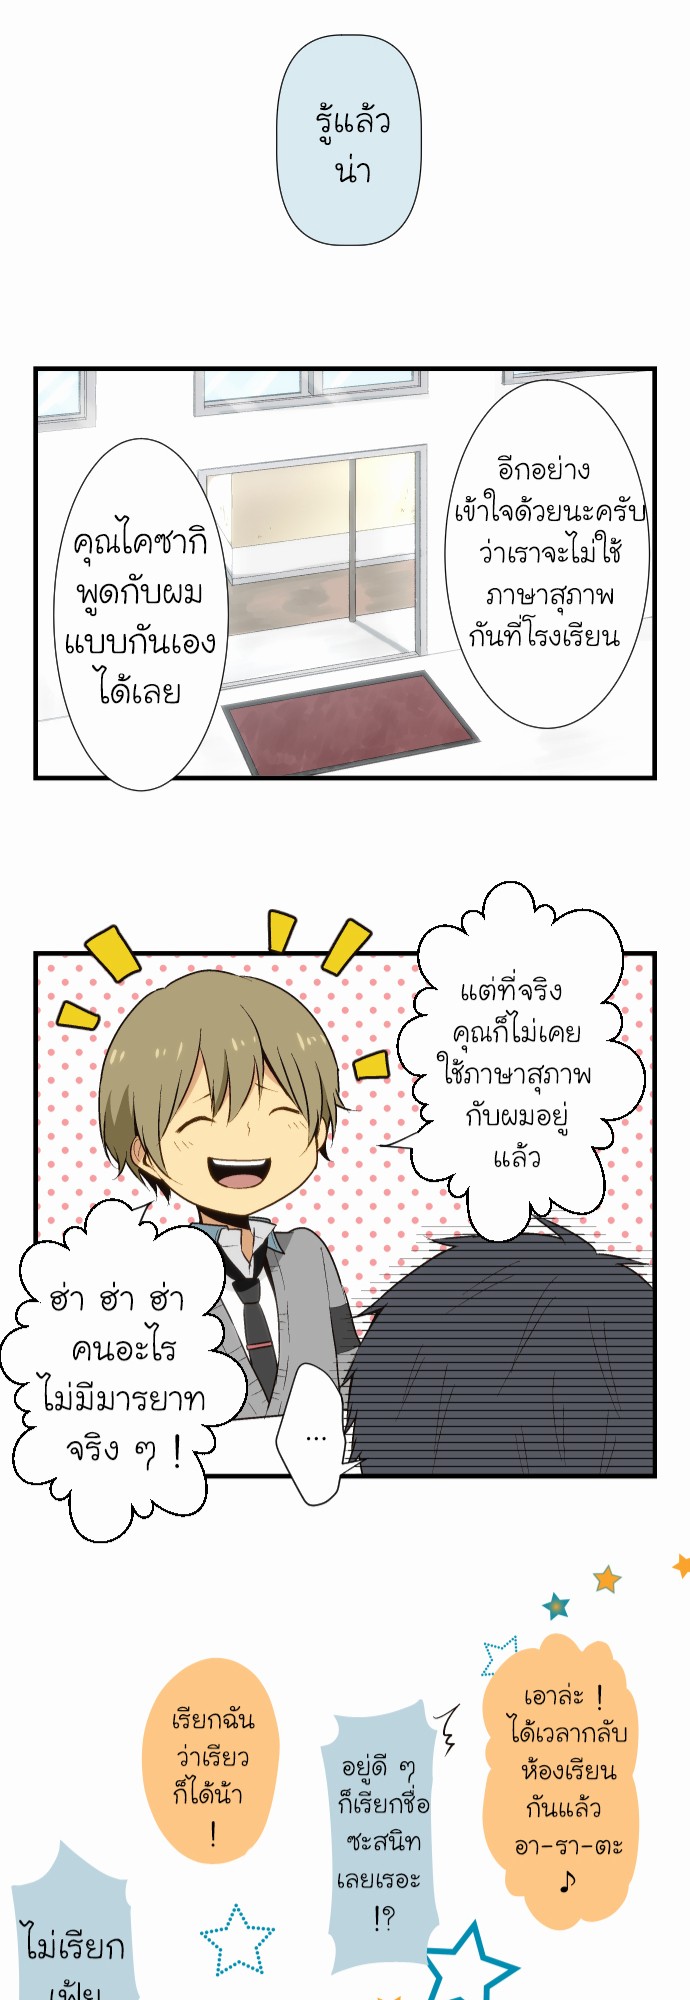 รู้แล้ว
น่า
อีกอย่าง
เข้าใจด้วยนะครับ
ว่าเราจะไม่ใช้
ภาษาสุภาพ
กันที่โรงเรียน
คุณไคซากิ
พูดกับผม
แบบกันเอง
ได้เลย
แต่ที่จริง
คุณก็ไม่เคย
ใช้ภาษาสุภาพ
กับผมอยู่
แล้ว
ฮ่า ฮ่า ฮ่า
คนอะไร
ไม่มีมารยาท
จริง ๆ !
...
เอาล่ะ !
ได้เวลากลับ
ห้องเรียน
กันแล้ว
อา-รา-ตะ
♪
อยู่ดี ๆ
ก็เรียกชื่อ
ซะสนิท
เลยเรอะ
!?
เรียกฉัน
ว่าเรียว
ก็ได้น้า
!
ไม่เรียก
เฟ้ย